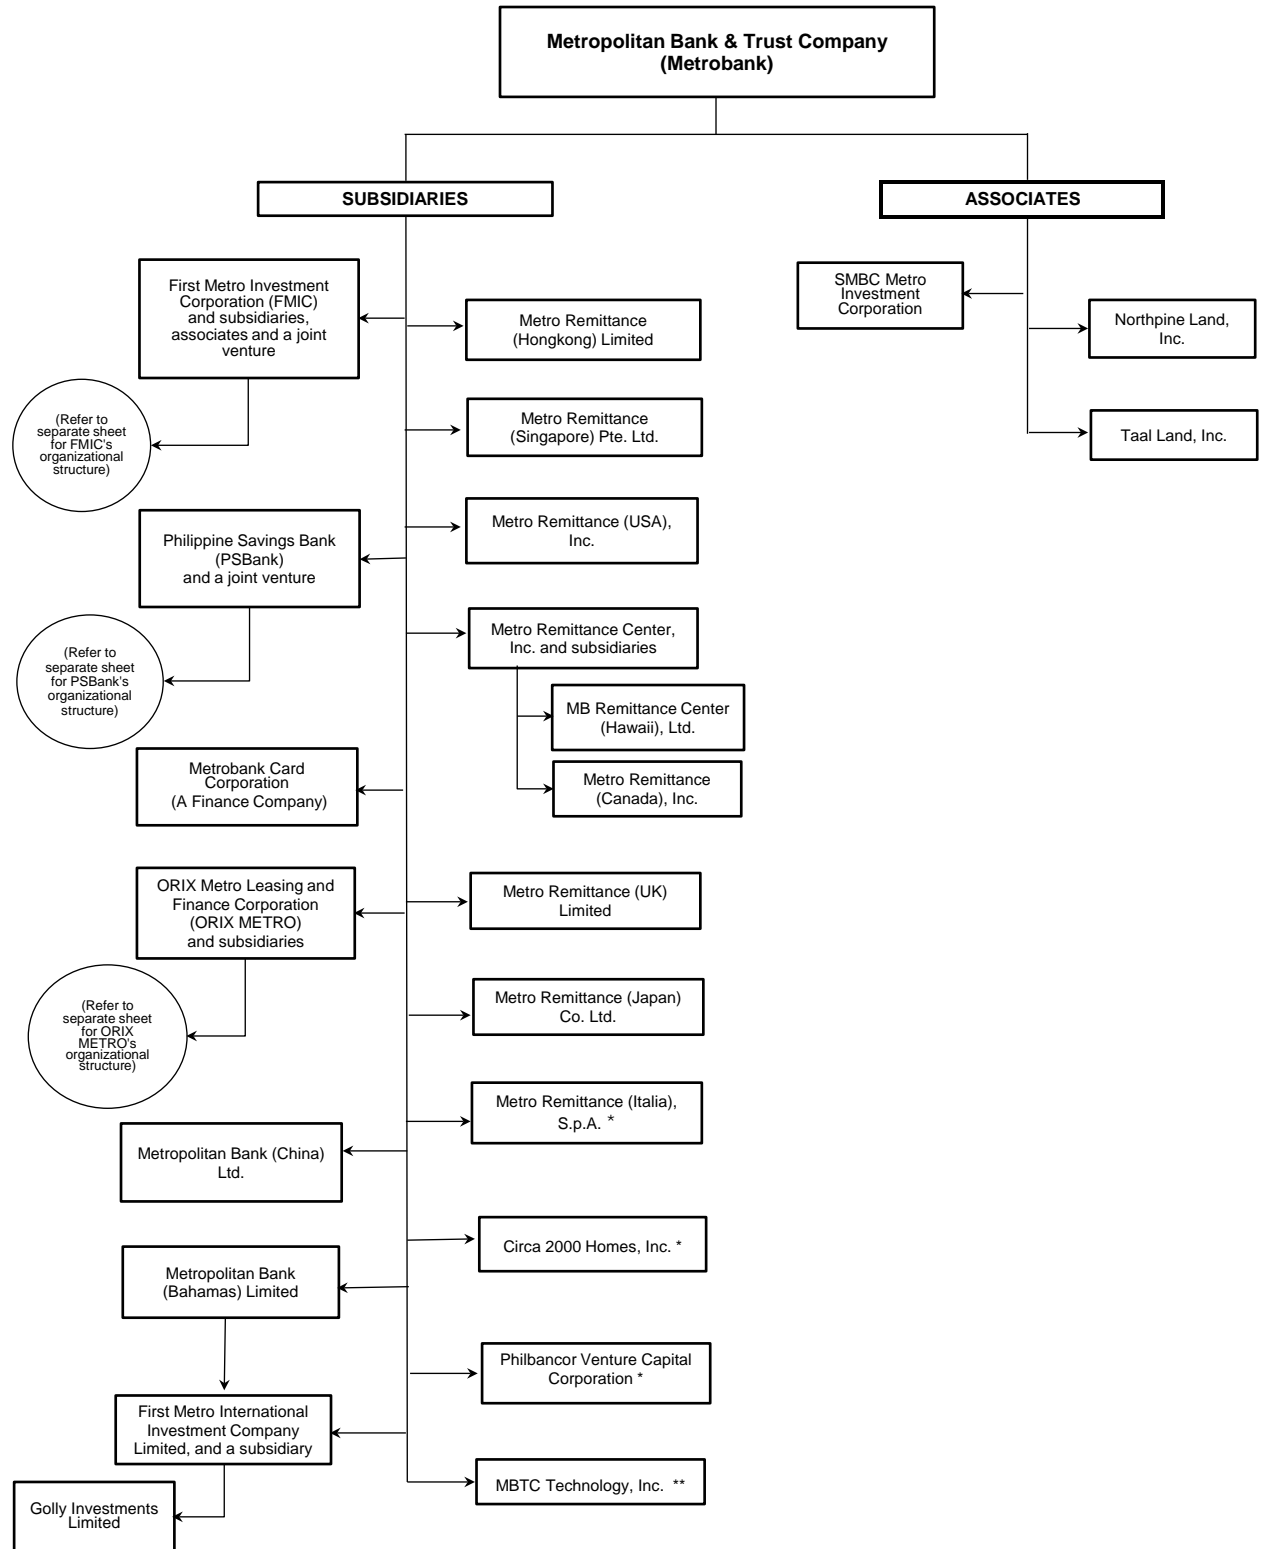 Metropolitan Bank & Trust Company
(Metrobank)
SUBSIDIARIES
ASSOCIATES
First Metro Investment
Corporation (FMIC)
and subsidiaries,
associates and a joint
venture
(Refer to
separate sheet
for FMIC's
organizational
structure)
Philippine Savings Bank
(PSBank)
and a joint venture
(Refer to
separate sheet
for PSBank's
organizational
structure)
Metrobank Card
Corporation
(A Finance Company)
ORIX Metro Leasing and
Finance Corporation
(ORIX METRO)
and subsidiaries
(Refer to
separate sheet
for ORIX
METRO's
organizational
structure)
Metropolitan Bank (China)
Ltd.
Metropolitan Bank
(Bahamas) Limited
First Metro International
Investment Company
Limited, and a subsidiary
Golly Investments
Limited
Metro Remittance
(Hongkong) Limited
Metro Remittance
(Singapore) Pte. Ltd.
Metro Remittance (USA),
Inc.
Metro Remittance Center,
Inc. and subsidiaries
MB Remittance Center
(Hawaii), Ltd.
Metro Remittance
(Canada), Inc.
Metro Remittance (UK)
Limited
Metro Remittance (Japan)
Co. Ltd.
Metro Remittance (Italia),
S.p.A. *
Circa 2000 Homes, Inc. *
Philbancor Venture Capital
Corporation *
MBTC Technology, Inc. **
SMBC Metro
Investment
Corporation
Northpine Land,
Inc.
Taal Land, Inc.